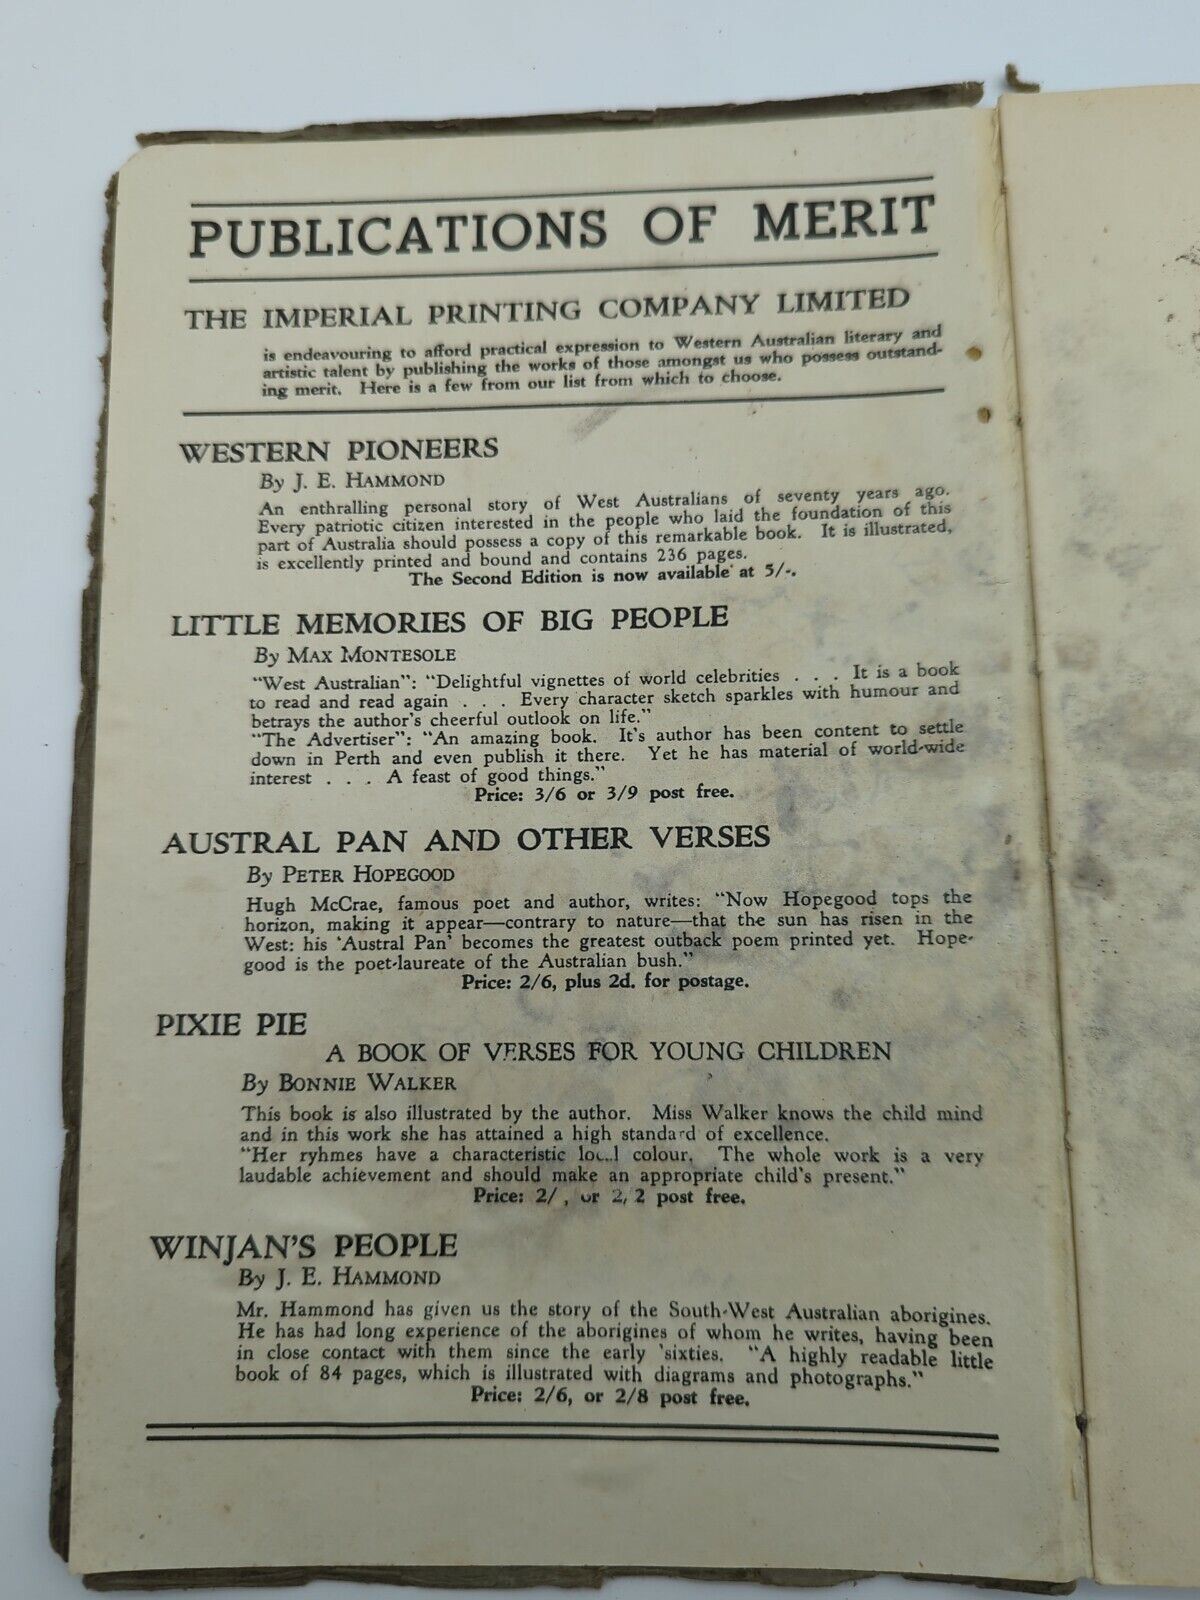 PUBLICATIONS OF MERIT
THE IMPERIAL PRINTING COMPANY LIMITED
is endeavouring to afford practical expression to Western Australian literary and
artistic talent by publishing the works of those amongst us who possess outstand-
ing merit. Here is a few from our list from which to choose.
WESTERN PIONEERS
By J. E. HAMMOND
An enthralling personal story of West Australians of seventy years ago.
Every patriotic citizen interested in the people who laid the foundation of this
part of Australia should possess a copy of this remarkable book. It is illustrated,
is excellently printed and bound and contains 236 pages.
The Second Edition is now available at 5/-.
LITTLE MEMORIES OF BIG PEOPLE
By MAX MONTESOLE
"West Australian": "Delightful vignettes of world celebrities . . . It is a book
to read and read again . . . Every character sketch sparkles with humour and
betrays the author's cheerful outlook on life."
"The Advertiser": "An amazing book. It's author has been content to settle
down in Perth and even publish it there. Yet he has material of world-wide
interest . . . A feast of good things."
Price: 3/6 or 3/9 post free.
AUSTRAL PAN AND OTHER VERSES
By PETER HOPEGOOD
Hugh McCrae, famous poet and author, writes: "Now Hopegood tops the
horizon, making it appear—contrary to nature—that the sun has risen in the
West: his 'Austral Pan' becomes the greatest outback poem printed yet. Hope-
good is the poet-laureate of the Australian bush."
Price: 2/6, plus 2d. for postage.
PIXIE PIE
A BOOK OF VERSES FOR YOUNG CHILDREN
By BONNIE WALKER
This book is also illustrated by the author. Miss Walker knows the child mind
and in this work she has attained a high standard of excellence.
"Her ryhmes have a characteristic local colour. The whole work is a very
laudable achievement and should make an appropriate child's present."
Price: 2/ , or 2/2 post free.
WINJAN'S PEOPLE
By J. E. HAMMOND
Mr. Hammond has given us the story of the South-West Australian aborigines.
He has had long experience of the aborigines of whom he writes, having been
in close contact with them since the early 'sixties. "A highly readable little
book of 84 pages, which is illustrated with diagrams and photographs."
Price: 2/6, or 2/8 post free.